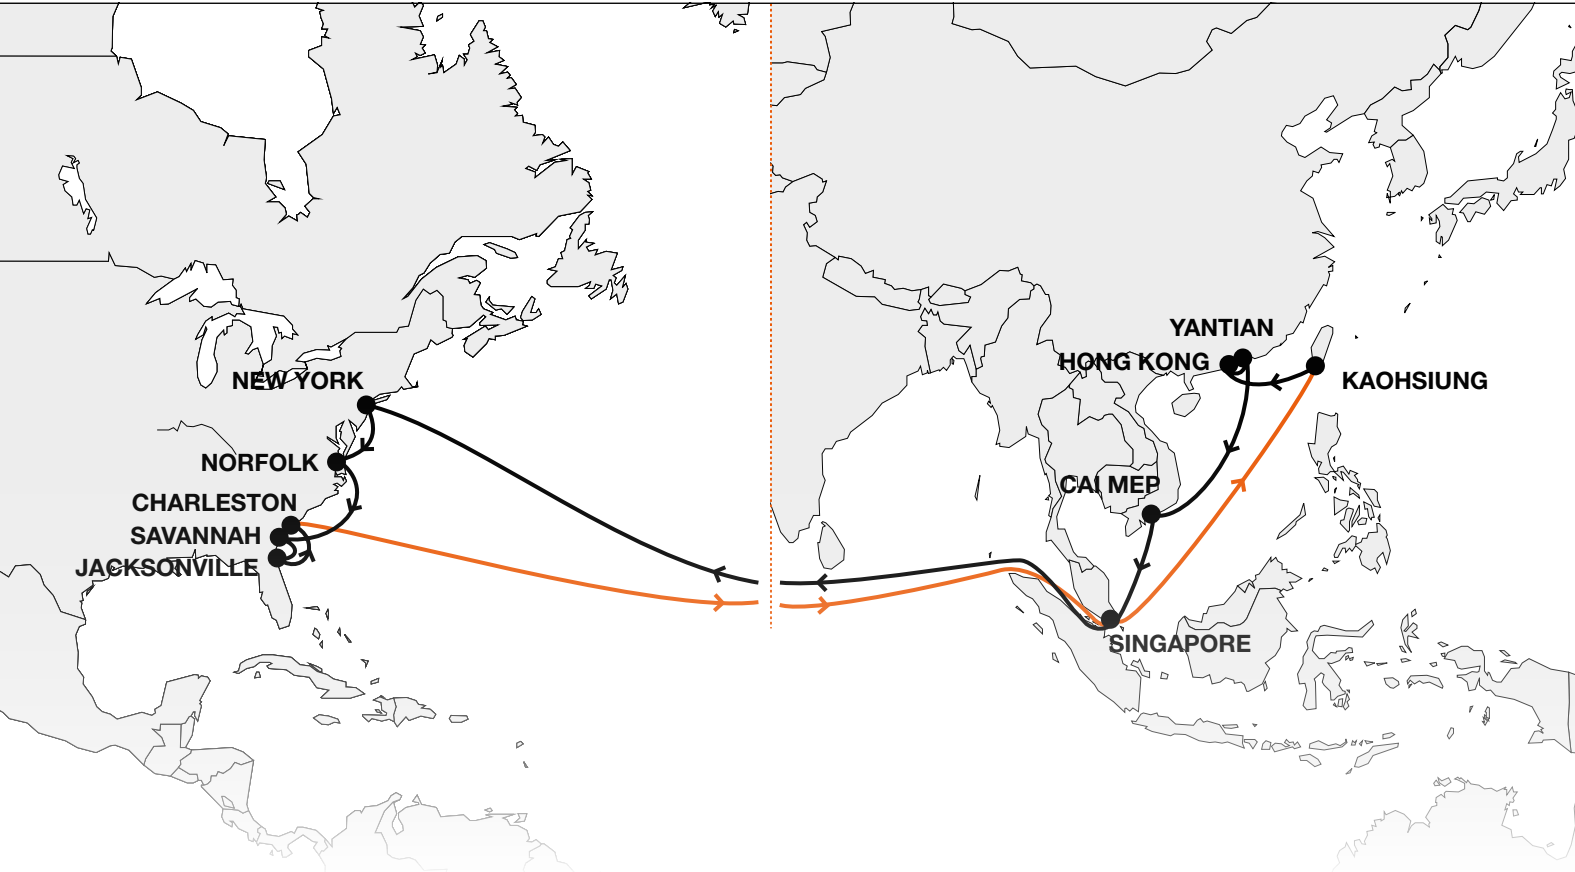 YANTIAN
HONG KONG
NEW YORK
KAOHSIUNG
NORFOLK
CAI MEP
CHARLESTON
SAVANNAH
JACKSONVILLE
SINGAPORE